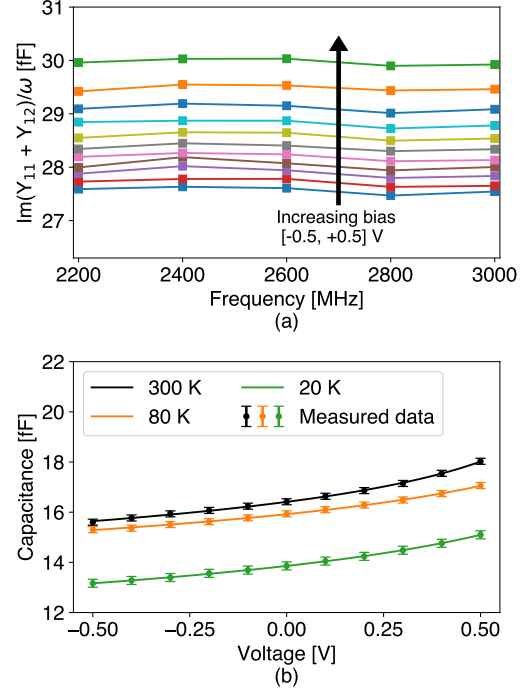 30
29
28
27
Im(Y11 + Y12)/ω [fF]
Increasing bias
[-0.5, +0.5] V
2200 2400 2600 2800 3000
Frequency [MHz]
(a)
22
20
18
16
14
12
Capacitance [fF]
300 K
80 K
20 K
Measured data
−0.50 −0.25 0.00 0.25 0.50
Voltage [V]
(b)